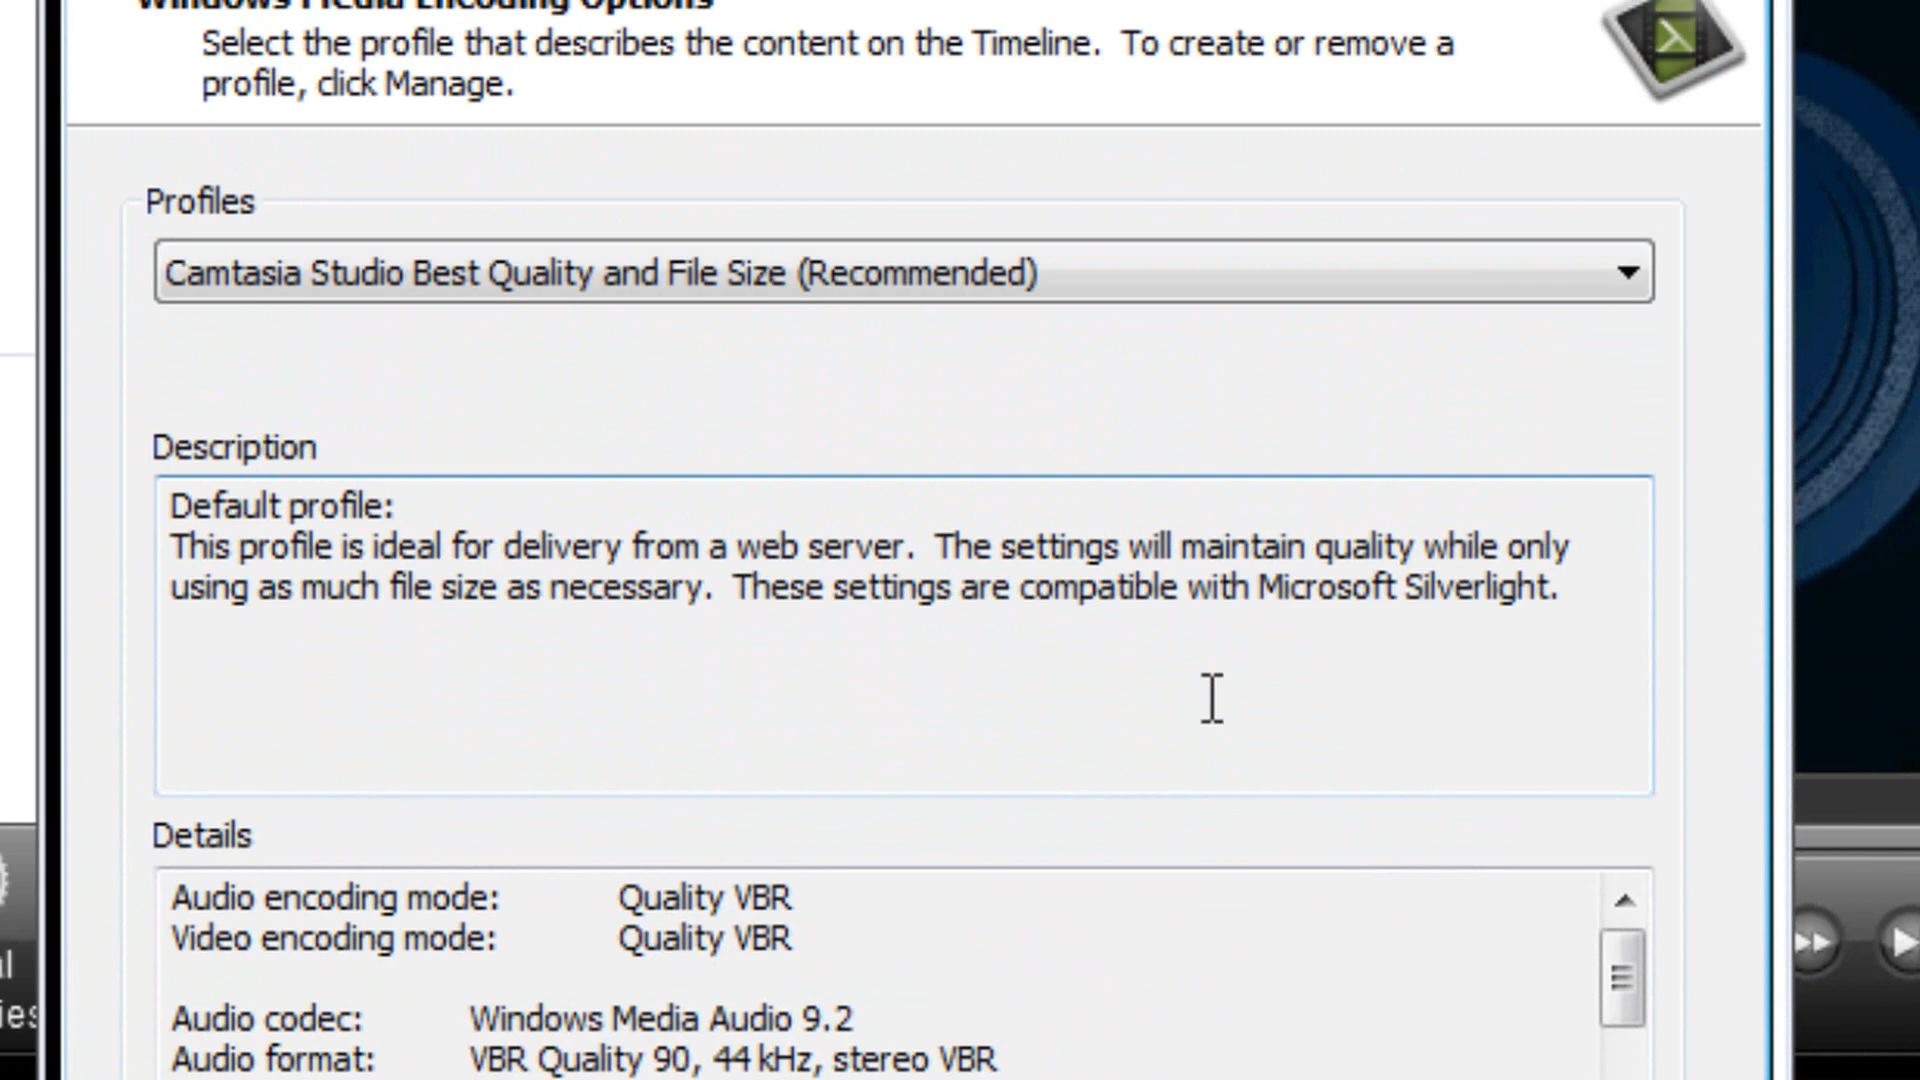 Windows Media Encoding Options
Select the profile that describes the content on the Timeline.  To create or remove a
profile, click Manage.
Profiles
Camtasia Studio Best Quality and File Size (Recommended)
Description
Default profile:
This profile is ideal for delivery from a web server.  The settings will maintain quality while only
using as much file size as necessary.  These settings are compatible with Microsoft Silverlight.
Details
Audio encoding mode: Quality VBR
Video encoding mode: Quality VBR
Audio codec: Windows Media Audio 9.2
Audio format: VBR Quality 90, 44 kHz, stereo VBR